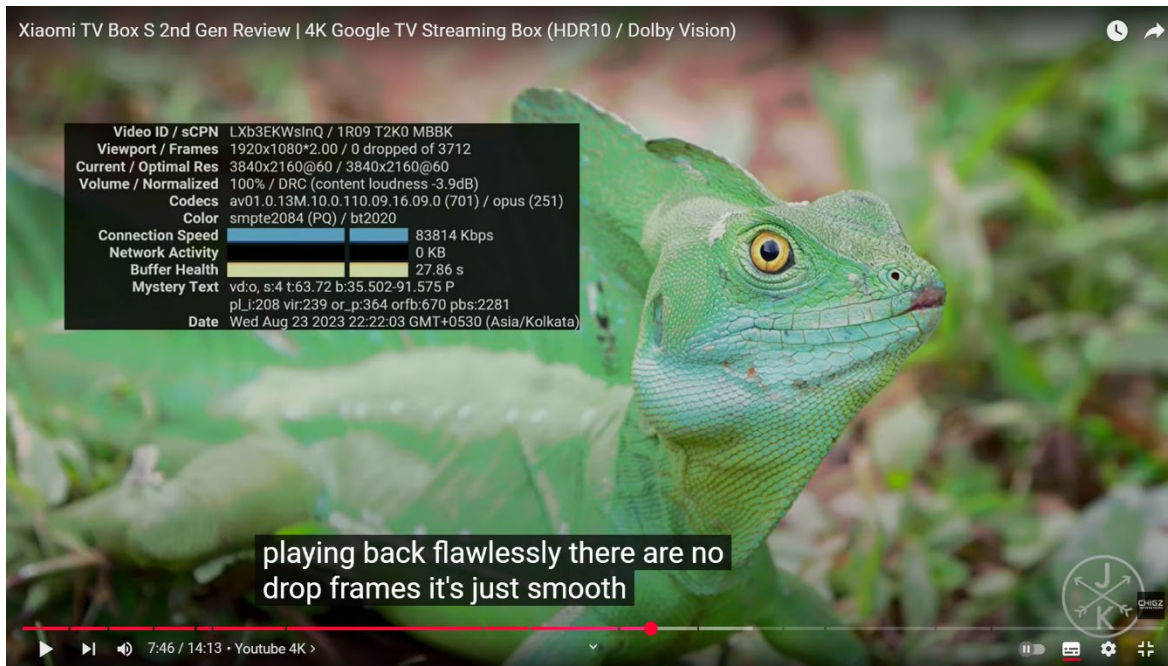 Xiaomi TV Box S 2nd Gen Review | 4K Google TV Streaming Box (HDR10 / Dolby Vision)
Video ID / sCPN LXb3EKWsInQ / 1R09 T2K0 MBBK
Viewport / Frames 1920x1080*2.00 / 0 dropped of 3712
Current / Optimal Res 3840x2160@60 / 3840x2160@60
Volume / Normalized 100% / DRC (content loudness -3.9dB)
Codecs av01.0.13M.10.0.110.09.16.09.0 (701) / opus (251)
Color smpte2084 (PQ) / bt2020
Connection Speed 83814 Kbps
Network Activity 0 KB
Buffer Health 27.86 s
Mystery Text vd:o, s:4 t:63.72 b:35.502-91.575 P
pl_i:208 vir:239 or_p:364 orfb:670 pbs:2281
Date Wed Aug 23 2023 22:22:03 GMT+0530 (Asia/Kolkata)
playing back flawlessly there are no
drop frames it's just smooth
J
K
CHIGZ
7:46 / 14:13 • Youtube 4K >